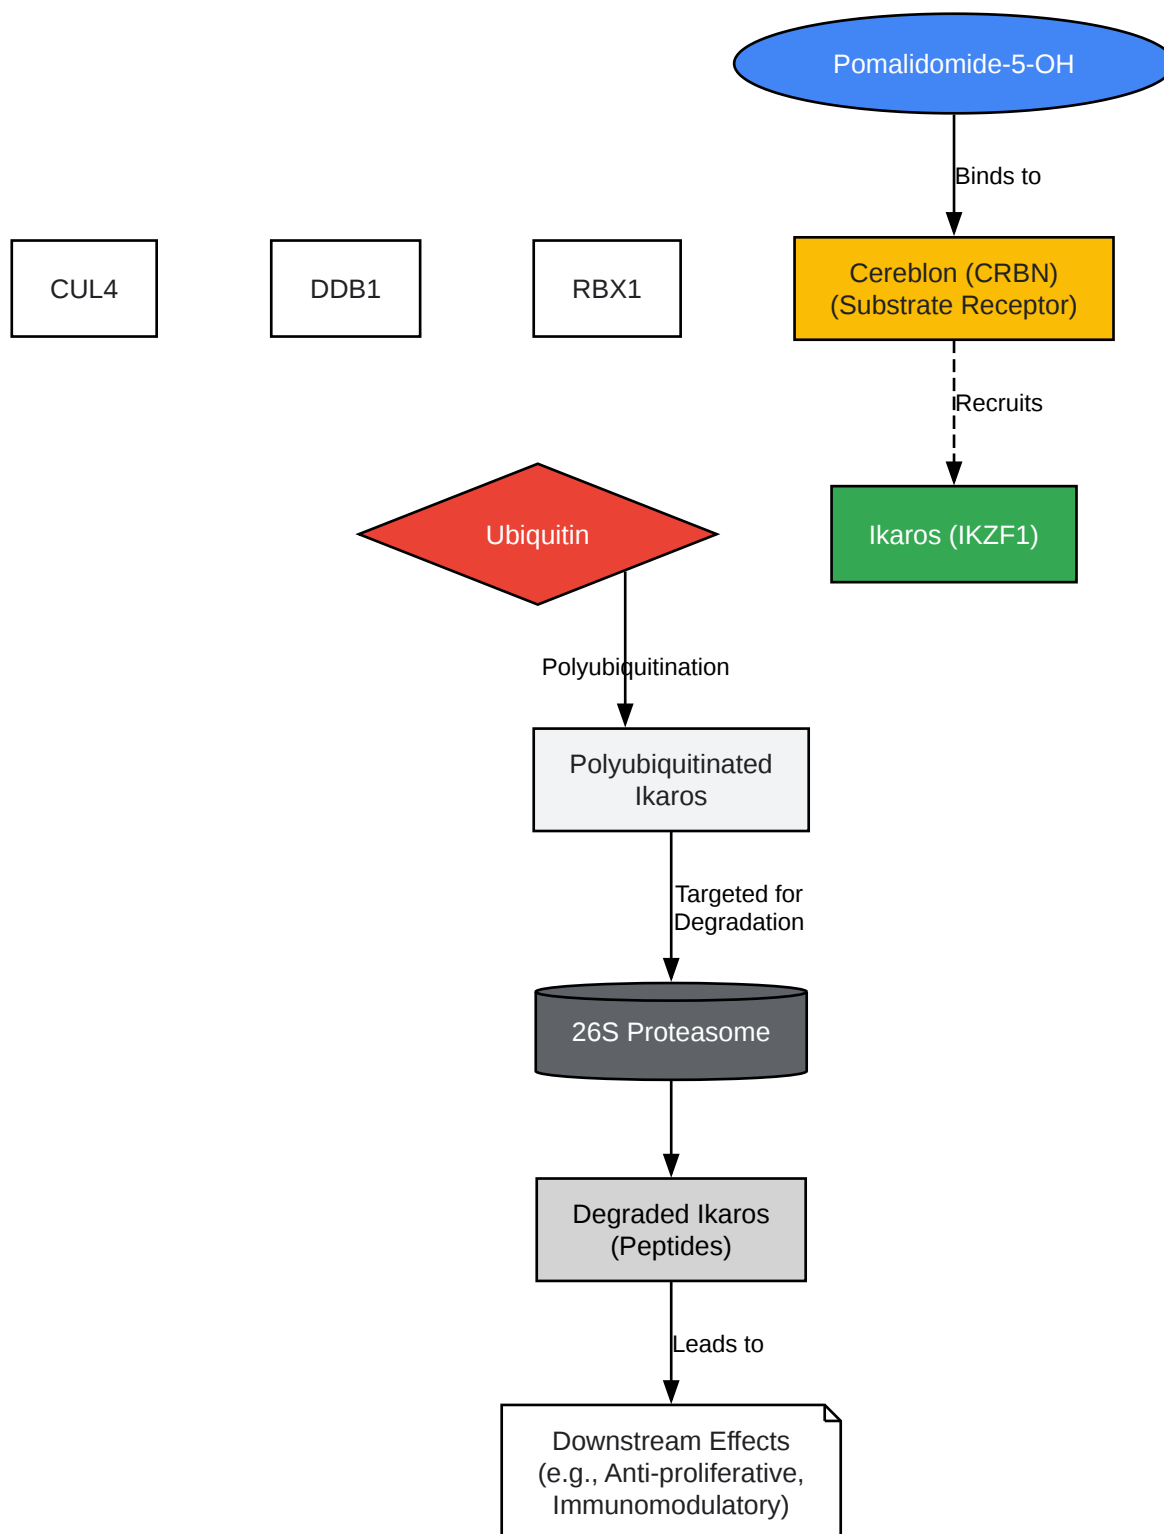 Pomalidomide-5-OH
Binds to
CUL4
DDB1
RBX1
Cereblon (CRBN)
(Substrate Receptor)
Recruits
Ubiquitin
Ikaros (IKZF1)
Polyubiquitination
Polyubiquitinated
Ikaros
Targeted for
Degradation
26S Proteasome
Degraded Ikaros
(Peptides)
Leads to
Downstream Effects
(e.g., Anti-proliferative,
Immunomodulatory)